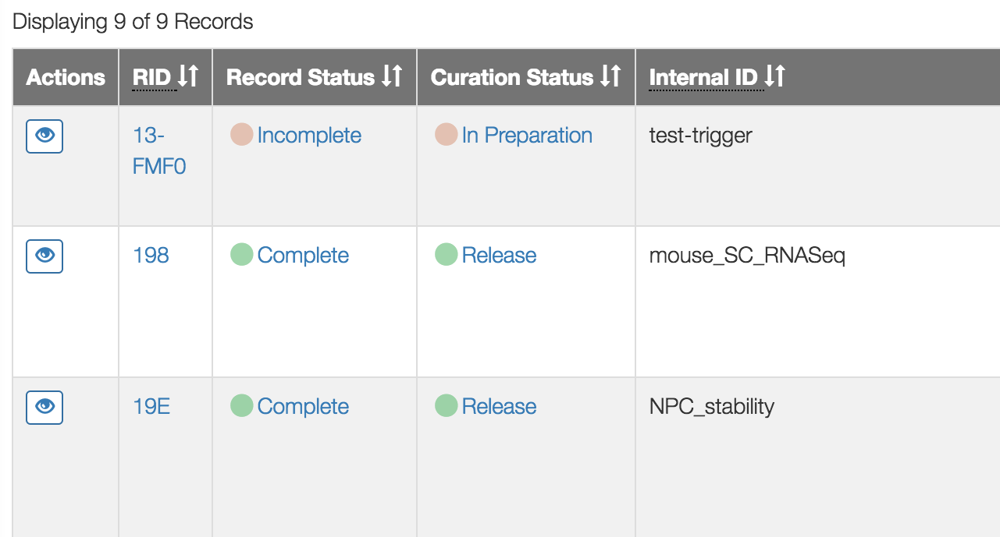 Displaying 9 of 9 Records
Actions RID Record Status Curation Status Internal ID
13-
FMF0 Incomplete In Preparation test-trigger
198 Complete Release mouse_SC_RNASeq
19E Complete Release NPC_stability